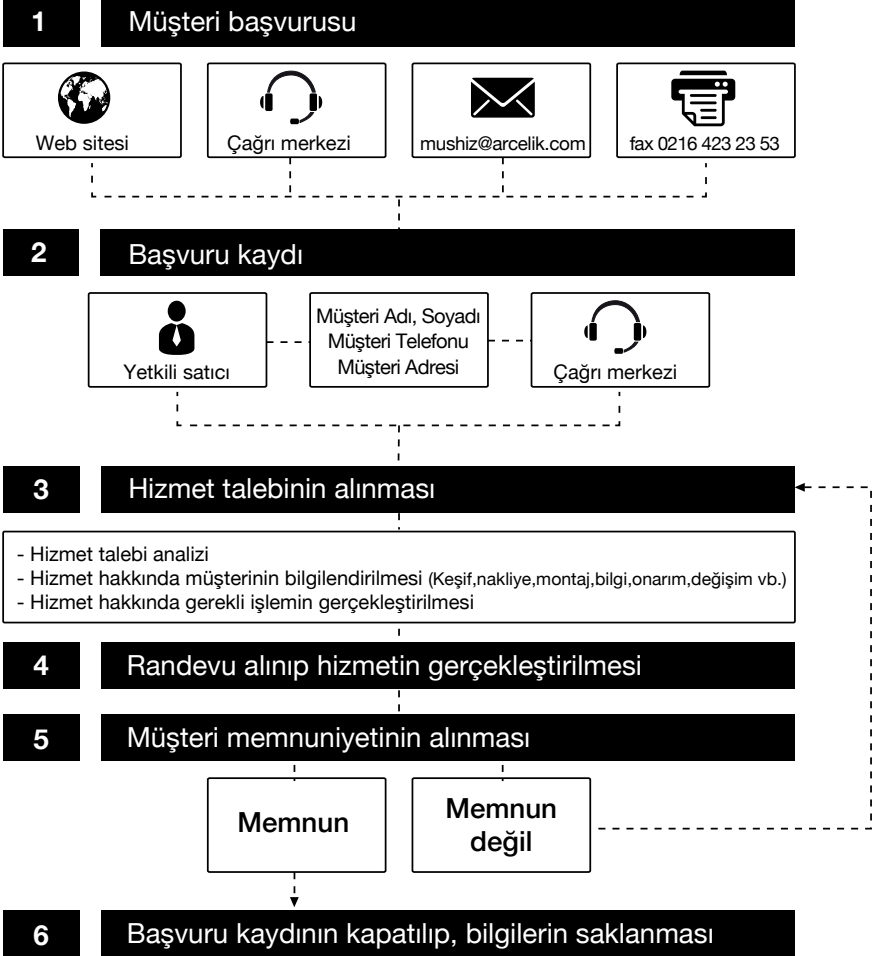 1 Müşteri başvurusu
Web sitesi
Çağrı merkezi
mushiz@arcelik.com
fax 0216 423 23 53
2 Başvuru kaydı
Yetkili satıcı
Müşteri Adı, Soyadı
Müşteri Telefonu
Müşteri Adresi
Çağrı merkezi
3 Hizmet talebinin alınması
- Hizmet talebi analizi
- Hizmet hakkında müşterinin bilgilendirilmesi (Keşif,nakliye,montaj,bilgi,onarım,değişim vb.)
- Hizmet hakkında gerekli işlemin gerçekleştirilmesi
4 Randevu alınıp hizmetin gerçekleştirilmesi
5 Müşteri memnuniyetinin alınması
Memnun
Memnun
değil
6 Başvuru kaydının kapatılıp, bilgilerin saklanması